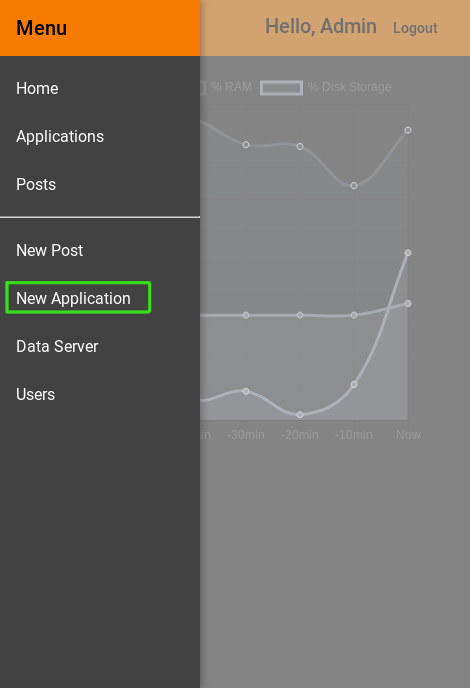 Menu
Hello, Admin
Logout
Home
% RAM
% Disk Storage
Applications
Posts
New Post
New Application
Data Server
Users
-30min
-20min
-10min
Now